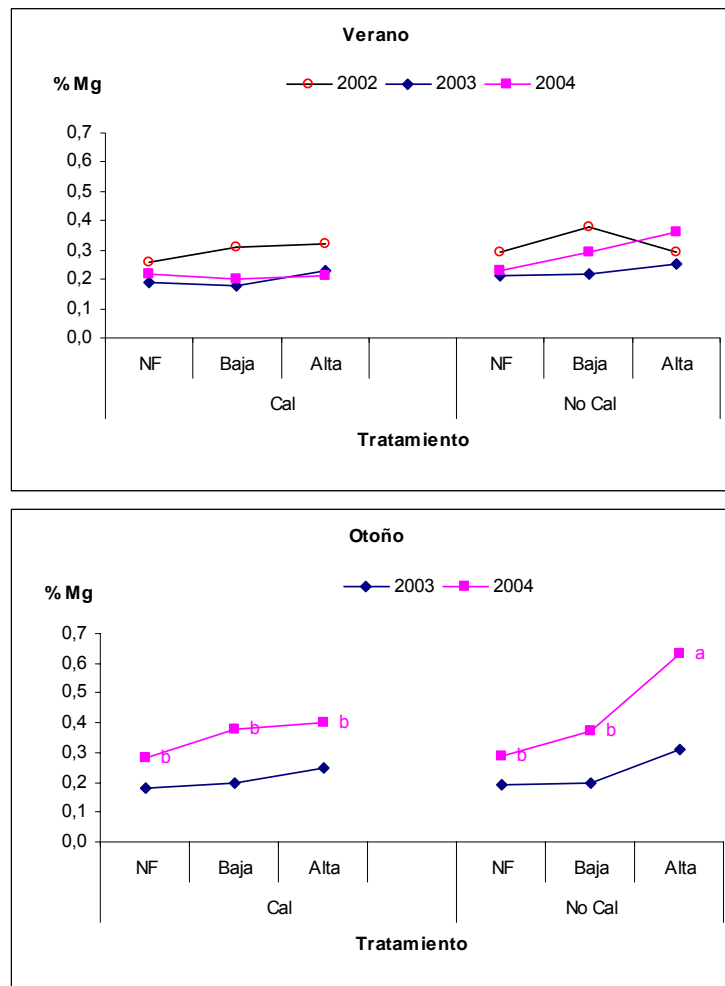 Verano
% Mg
2002 2003 2004
0,7
0,6
0,5
0,4
0,3
0,2
0,1
0,0
NF Baja Alta NF Baja Alta
Cal No Cal
Tratamiento
Otoño
% Mg
2003 2004
0,7
0,6
0,5
0,4
0,3
0,2
0,1
0,0
a
b b b b b
NF Baja Alta NF Baja Alta
Cal No Cal
Tratamiento